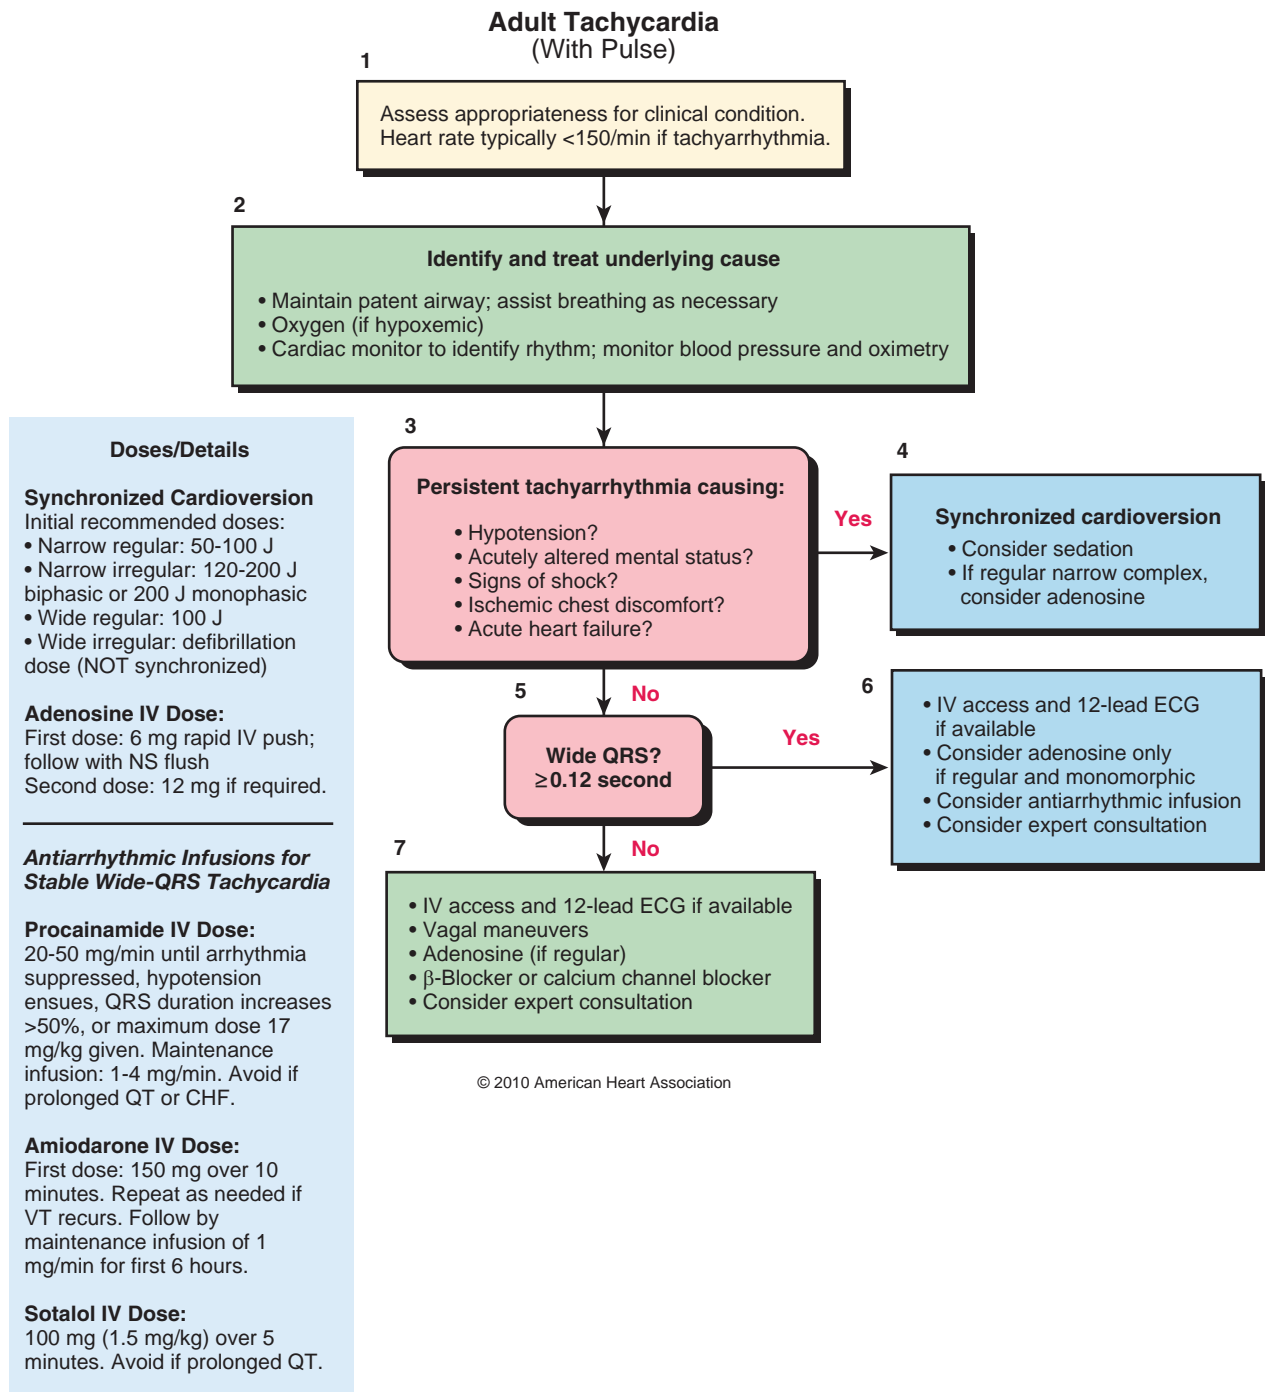 Adult Tachycardia
(With Pulse)
1
Assess appropriateness for clinical condition.
Heart rate typically <150/min if tachyarrhythmia.
2
Identify and treat underlying cause
• Maintain patent airway; assist breathing as necessary
• Oxygen (if hypoxemic)
• Cardiac monitor to identify rhythm; monitor blood pressure and oximetry
3
Persistent tachyarrhythmia causing:
• Hypotension?
• Acutely altered mental status?
• Signs of shock?
• Ischemic chest discomfort?
• Acute heart failure?
Yes
4
Synchronized cardioversion
• Consider sedation
• If regular narrow complex,
consider adenosine
No
5
Wide QRS?
≥0.12 second
Yes
6
• IV access and 12-lead ECG
if available
• Consider adenosine only
if regular and monomorphic
• Consider antiarrhythmic infusion
• Consider expert consultation
No
7
• IV access and 12-lead ECG if available
• Vagal maneuvers
• Adenosine (if regular)
• β-Blocker or calcium channel blocker
• Consider expert consultation
© 2010 American Heart Association
Doses/Details
Synchronized Cardioversion
Initial recommended doses:
• Narrow regular: 50-100 J
• Narrow irregular: 120-200 J
biphasic or 200 J monophasic
• Wide regular: 100 J
• Wide irregular: defibrillation
dose (NOT synchronized)
Adenosine IV Dose:
First dose: 6 mg rapid IV push;
follow with NS flush
Second dose: 12 mg if required.
Antiarrhythmic Infusions for
Stable Wide-QRS Tachycardia
Procainamide IV Dose:
20-50 mg/min until arrhythmia
suppressed, hypotension
ensues, QRS duration increases
>50%, or maximum dose 17
mg/kg given. Maintenance
infusion: 1-4 mg/min. Avoid if
prolonged QT or CHF.
Amiodarone IV Dose:
First dose: 150 mg over 10
minutes. Repeat as needed if
VT recurs. Follow by
maintenance infusion of 1
mg/min for first 6 hours.
Sotalol IV Dose:
100 mg (1.5 mg/kg) over 5
minutes. Avoid if prolonged QT.